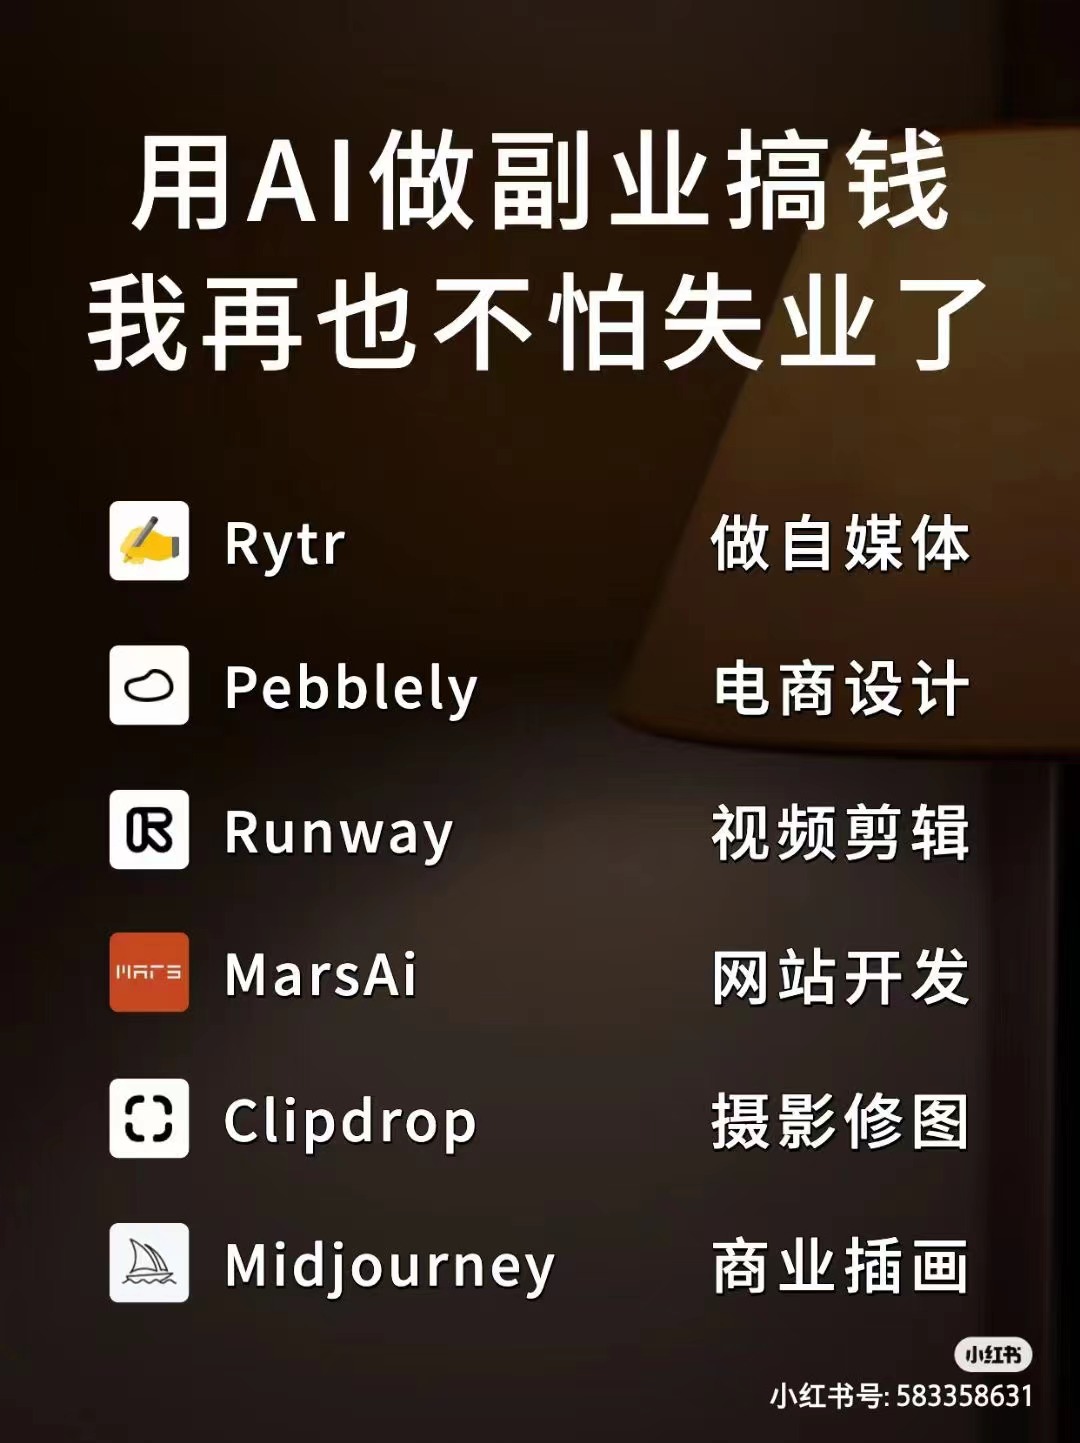 用AI做副业搞钱
我再也不怕失业了
Rytr 做自媒体
Pebblely 电商设计
Runway 视频剪辑
MARS MarsAi 网站开发
Clipdrop 摄影修图
Midjourney 商业插画
小红书
小红书号: 583358631